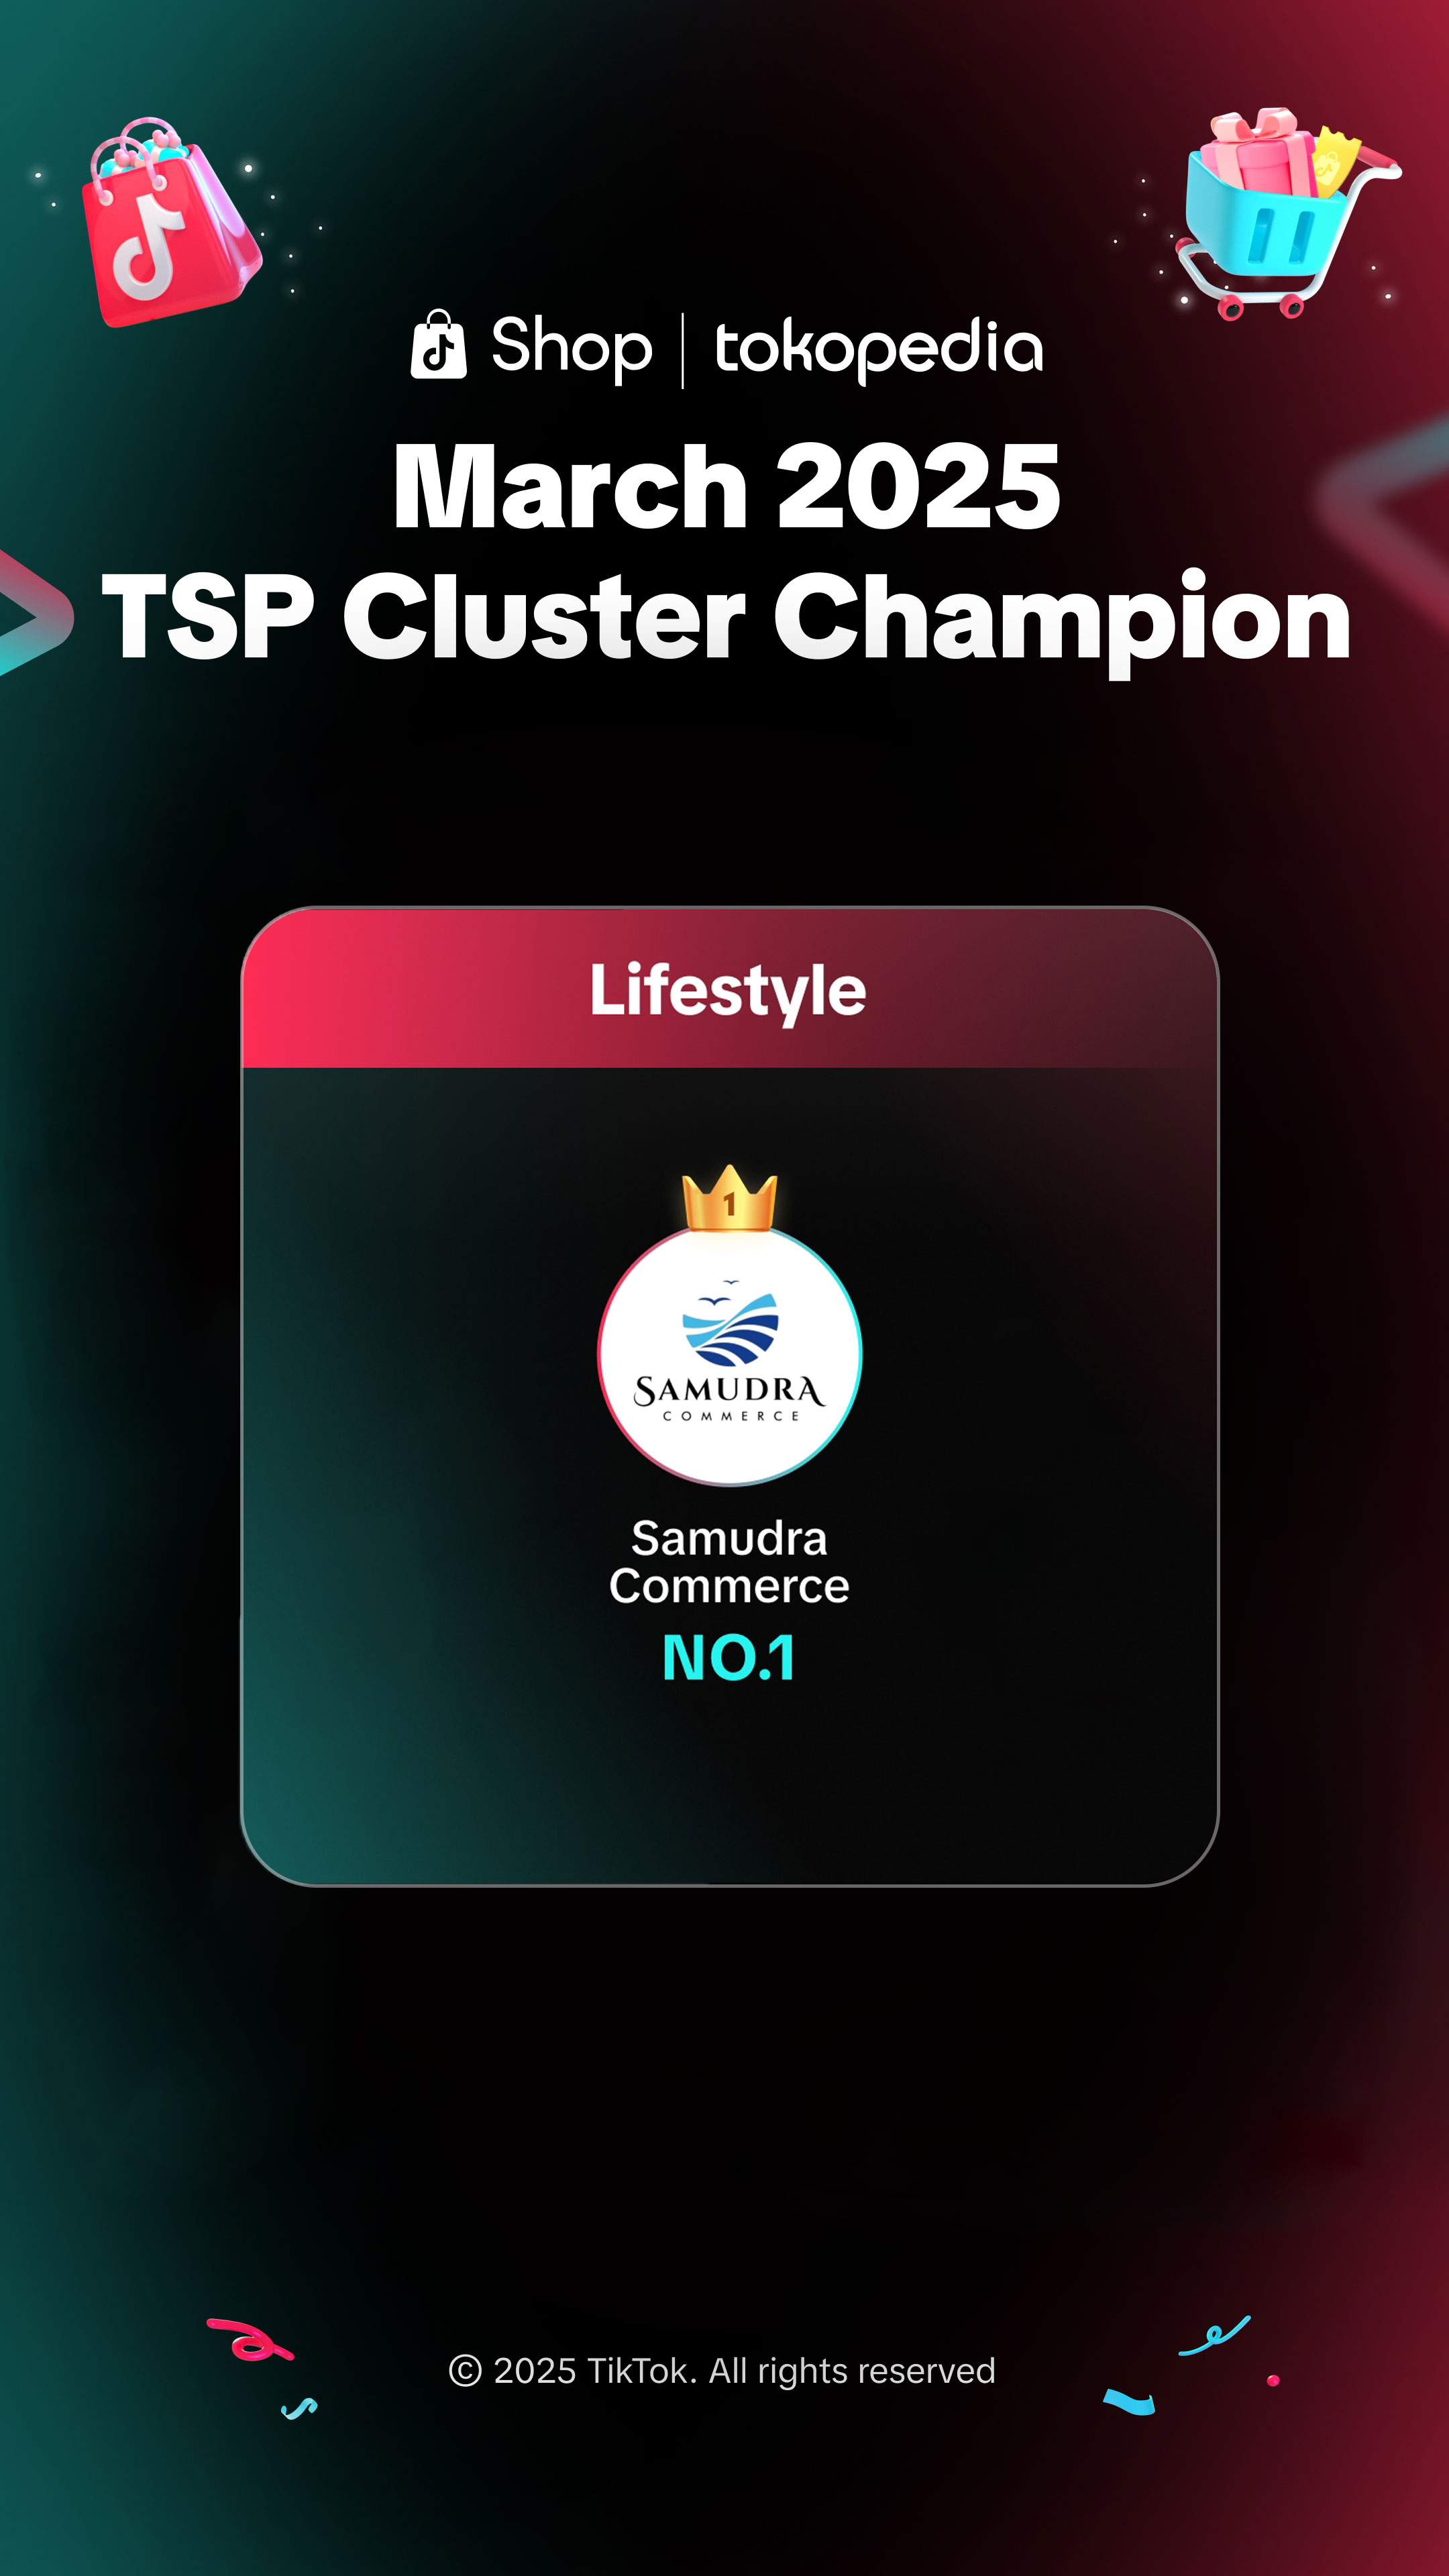 Shop | tokopedia
March 2025
TSP Cluster Champion
Lifestyle
1
SAMUDRA
COMMERCE
Samudra
Commerce
NO.1
© 2025 TikTok. All rights reserved